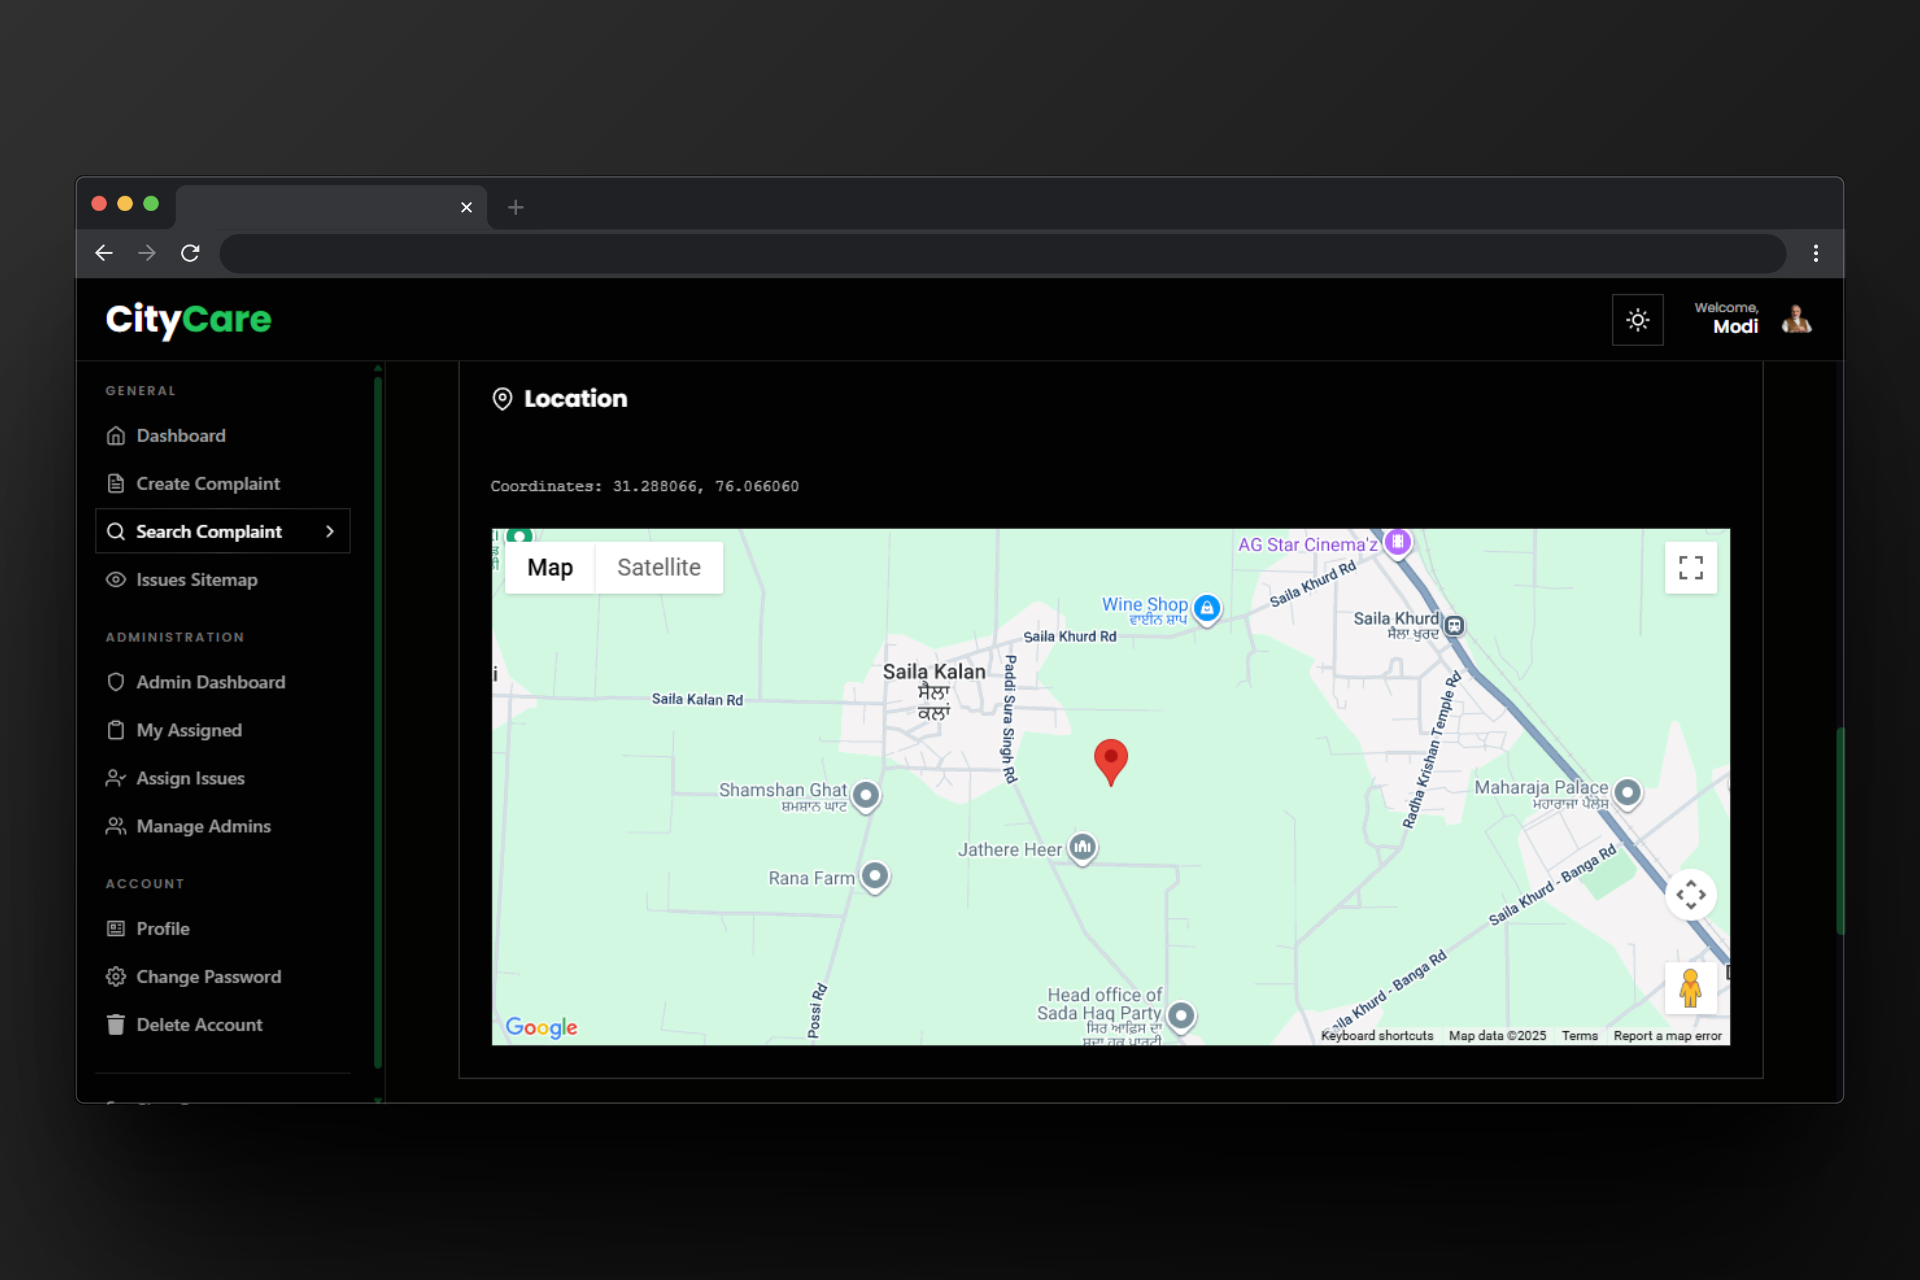 CityCare
Welcome,
Modi
GENERAL
Dashboard
Create Complaint
Search Complaint
Issues Sitemap
ADMINISTRATION
Admin Dashboard
My Assigned
Assign Issues
Manage Admins
ACCOUNT
Profile
Change Password
Delete Account
Location
Coordinates: 31.288066, 76.066060
Map
Satellite
AG Star Cinema'z
Saila Khurd Rd
Wine Shop
ਵਾਈਨ ਸ਼ਾਪ
Saila Khurd
ਸੈਲਾ ਖੁਰਦ
Saila Khurd Rd
Saila Kalan
ਸੈਲਾ
ਕਲਾਂ
Paddi Sura Singh Rd
Saila Kalan Rd
Radha Krishan Temple Rd
Shamshan Ghat
ਸ਼ਮਸ਼ਾਨ ਘਾਟ
Maharaja Palace
ਮਹਾਰਾਜਾ ਪੈਲੇਸ
Jathere Heer
Rana Farm
Saila Khurd - Banga Rd
Possi Rd
Head office of
Sada Haq Party
ਸਿਰ ਆਫ਼ਿਸ ਦਾ
ਸਦਾ ਹਕ ਪਾਰਟੀ
Saila Khurd - Banga Rd
Google
Keyboard shortcuts
Map data ©2025
Terms
Report a map error